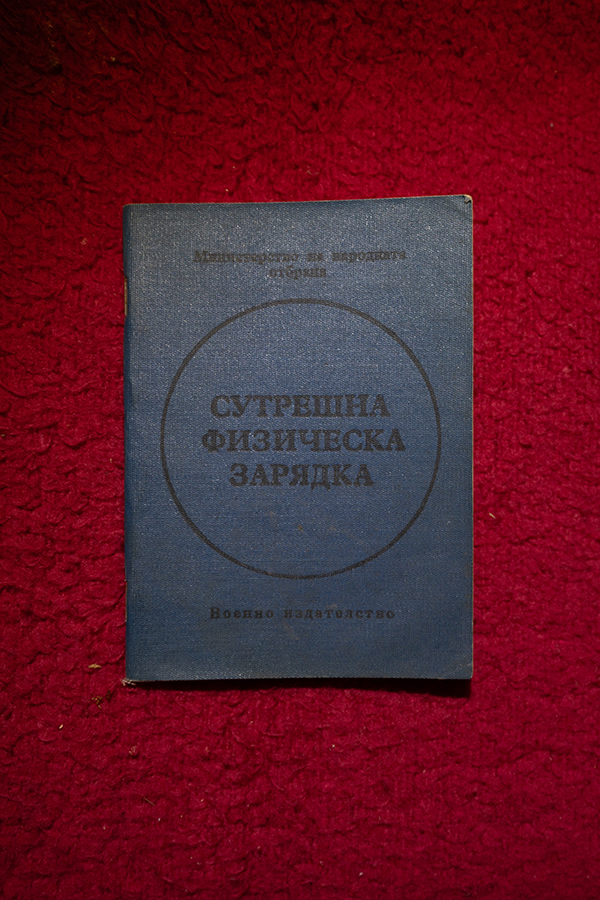 Министерство на народната
отбрана
СУТРЕШНА
ФИЗИЧЕСКА
ЗАРЯДКА
Военно издателство